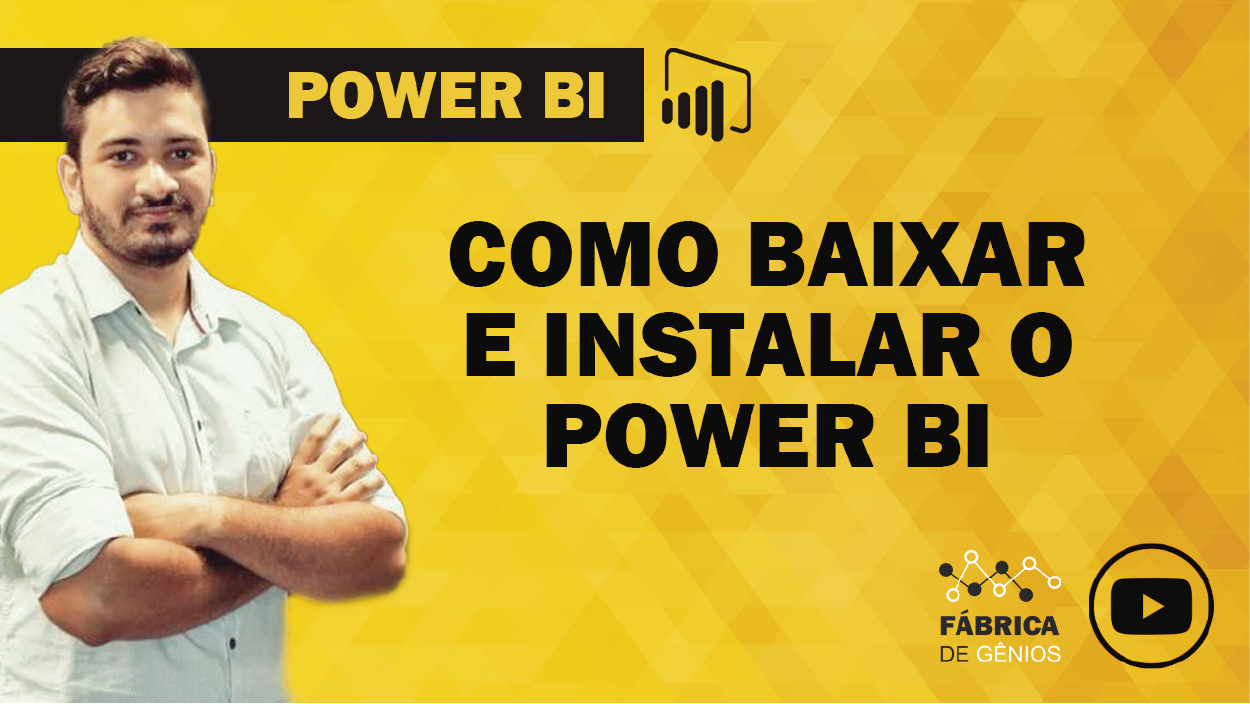 POWER BI
COMO BAIXAR
E INSTALAR O
POWER BI
FÁBRICA
DE GÊNIOS